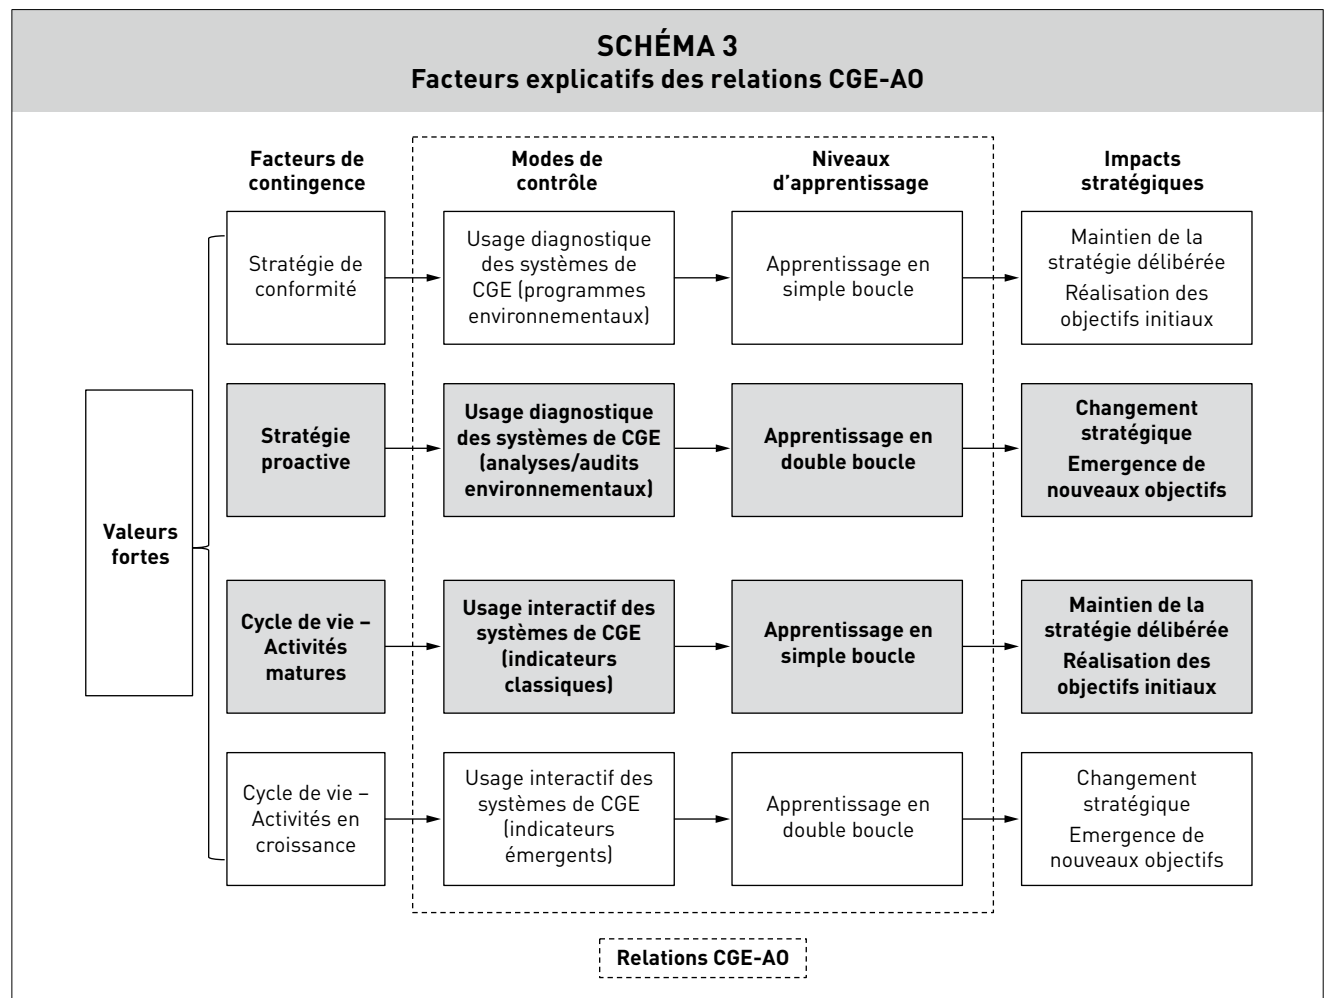 SCHÉMA 3
Facteurs explicatifs des relations CGE-AO
Facteurs de
contingence
Modes de
contrôle
Niveaux
d’apprentissage
Impacts
stratégiques
Stratégie de
conformité
Usage diagnostique
des systèmes de
CGE (programmes
environnementaux)
Apprentissage en
simple boucle
Maintien de la
stratégie délibérée
Réalisation des
objectifs initiaux
Valeurs
fortes
Stratégie
proactive
Usage diagnostique
des systèmes de CGE
(analyses/audits
environnementaux)
Apprentissage en
double boucle
Changement
stratégique
Emergence de
nouveaux objectifs
Cycle de vie –
Activités
matures
Usage interactif des
systèmes de CGE
(indicateurs
classiques)
Apprentissage en
simple boucle
Maintien de la
stratégie délibérée
Réalisation des
objectifs initiaux
Cycle de vie –
Activités en
croissance
Usage interactif des
systèmes de CGE
(indicateurs
émergents)
Apprentissage en
double boucle
Changement
stratégique
Emergence de
nouveaux objectifs
Relations CGE-AO